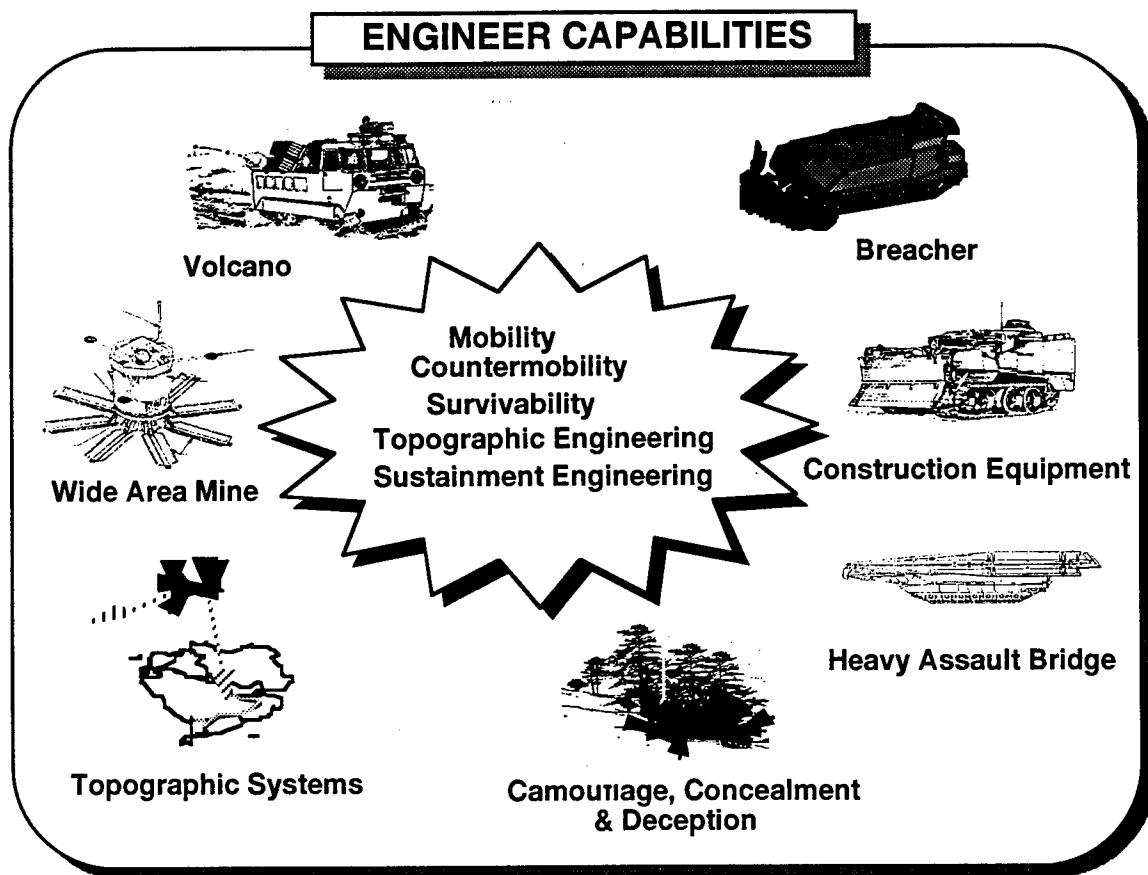 ENGINEER CAPABILITIES
Volcano
Breacher
Mobility
Countermobility
Survivability
Topographic Engineering
Sustainment Engineering
Wide Area Mine
Construction Equipment
Heavy Assault Bridge
Topographic Systems
Camouflage, Concealment
& Deception